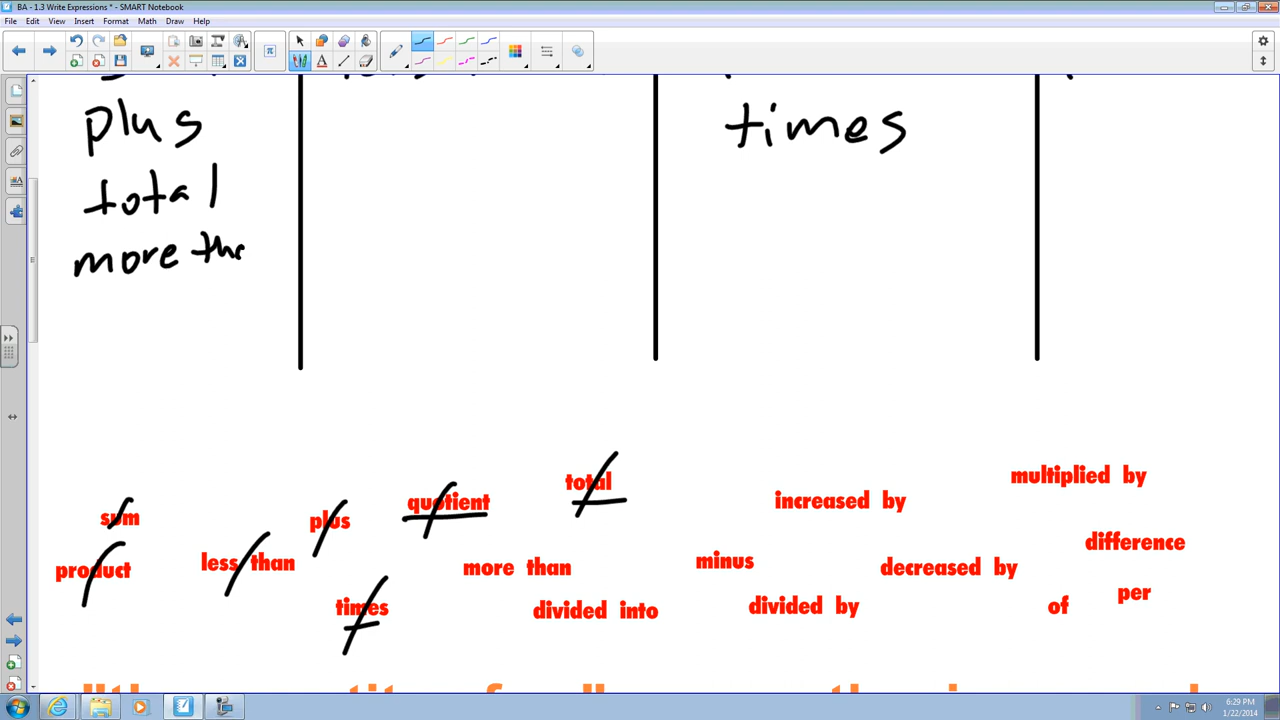 BA - 1.3 Write Expressions * - SMART Notebook
File Edit View Insert Format Math Draw Help
plus
times
total
more tha
multiplied by
total
increased by
quotient
sum
plus
difference
product
less than
more than
minus
decreased by
per
times
divided into
divided by
of
6:29 PM
1/22/2014